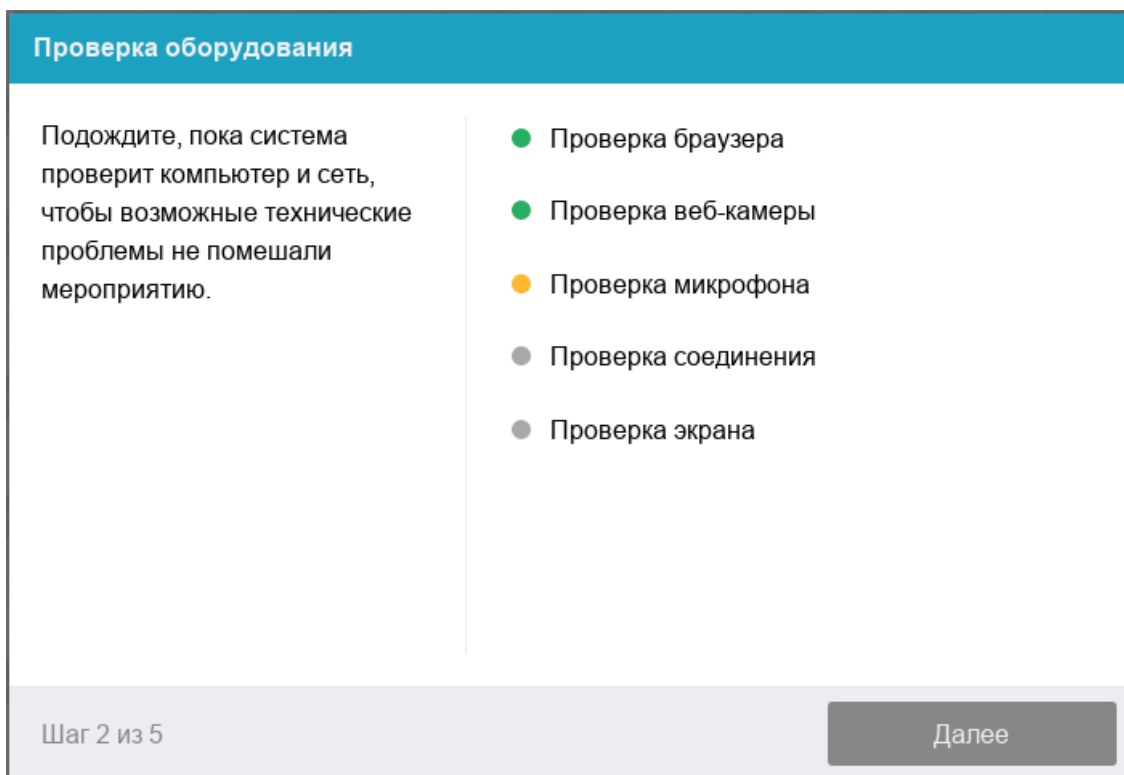 Проверка оборудования
Подождите, пока система
проверит компьютер и сеть,
чтобы возможные технические
проблемы не помешали
мероприятию.
Проверка браузера
Проверка веб-камеры
Проверка микрофона
Проверка соединения
Проверка экрана
Шаг 2 из 5
Далее